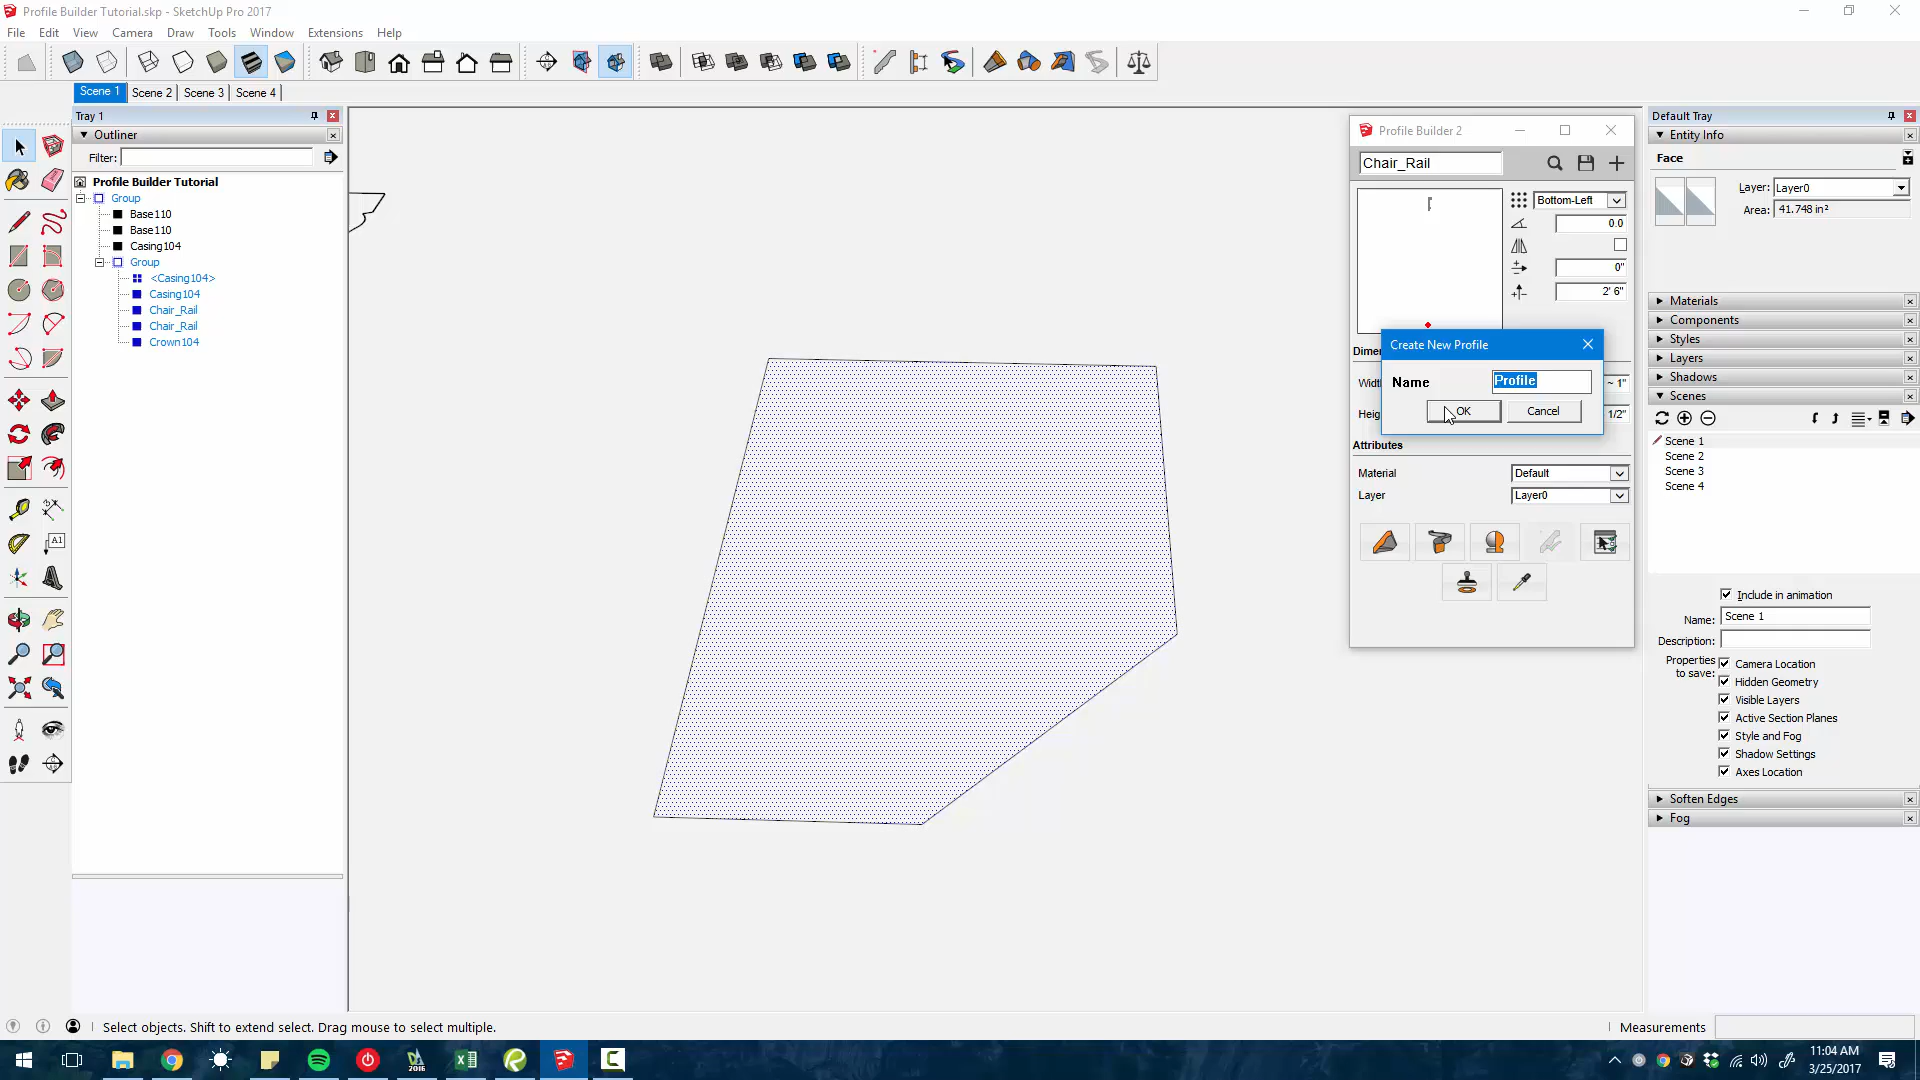 Profile Builder Tutorial.skp - SketchUp Pro 2017
File Edit View Camera Draw Tools Window Extensions Help
Scene 1 Scene 2 Scene 3 Scene 4
Tray 1
Outliner
Filter:
Profile Builder Tutorial
Group
Base110
Base110
Casing104
Group
<Casing104>
Casing104
Chair_Rail
Chair_Rail
Crown104
A1
Profile Builder 2
Chair_Rail
Bottom-Left
0.0
0"
2' 6"
Create New Profile
Name Profile
OK Cancel
~ 1"
1/2"
Attributes
Material Default
Layer Layer0
Default Tray
Entity Info
Face
Layer: Layer0
Area: 41.748 in²
Materials
Components
Styles
Layers
Shadows
Scenes
Scene 1
Scene 2
Scene 3
Scene 4
Include in animation
Name: Scene 1
Description:
Properties to save:
Camera Location
Hidden Geometry
Visible Layers
Active Section Planes
Style and Fog
Shadow Settings
Axes Location
Soften Edges
Fog
Select objects. Shift to extend select. Drag mouse to select multiple.
Measurements
2016
11:04 AM
3/25/2017